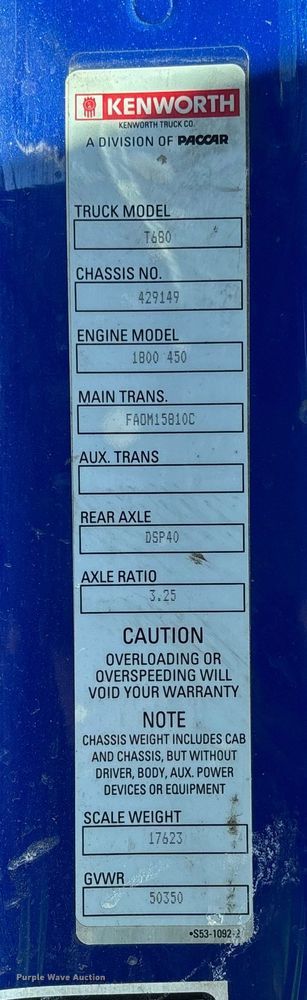 KENWORTH
KENWORTH TRUCK CO.
A DIVISION OF PACCAR
TRUCK MODEL
T680
CHASSIS NO.
429149
ENGINE MODEL
1800 450
MAIN TRANS.
FAOM15810C
AUX. TRANS
REAR AXLE
DSP40
AXLE RATIO
3.25
CAUTION
OVERLOADING OR
OVERSPEEDING WILL
VOID YOUR WARRANTY
NOTE
CHASSIS WEIGHT INCLUDES CAB
AND CHASSIS, BUT WITHOUT
DRIVER, BODY, AUX. POWER
DEVICES OR EQUIPMENT
SCALE WEIGHT
17623
GVWR
50350
•S53-1092-2
Purple Wave Auction